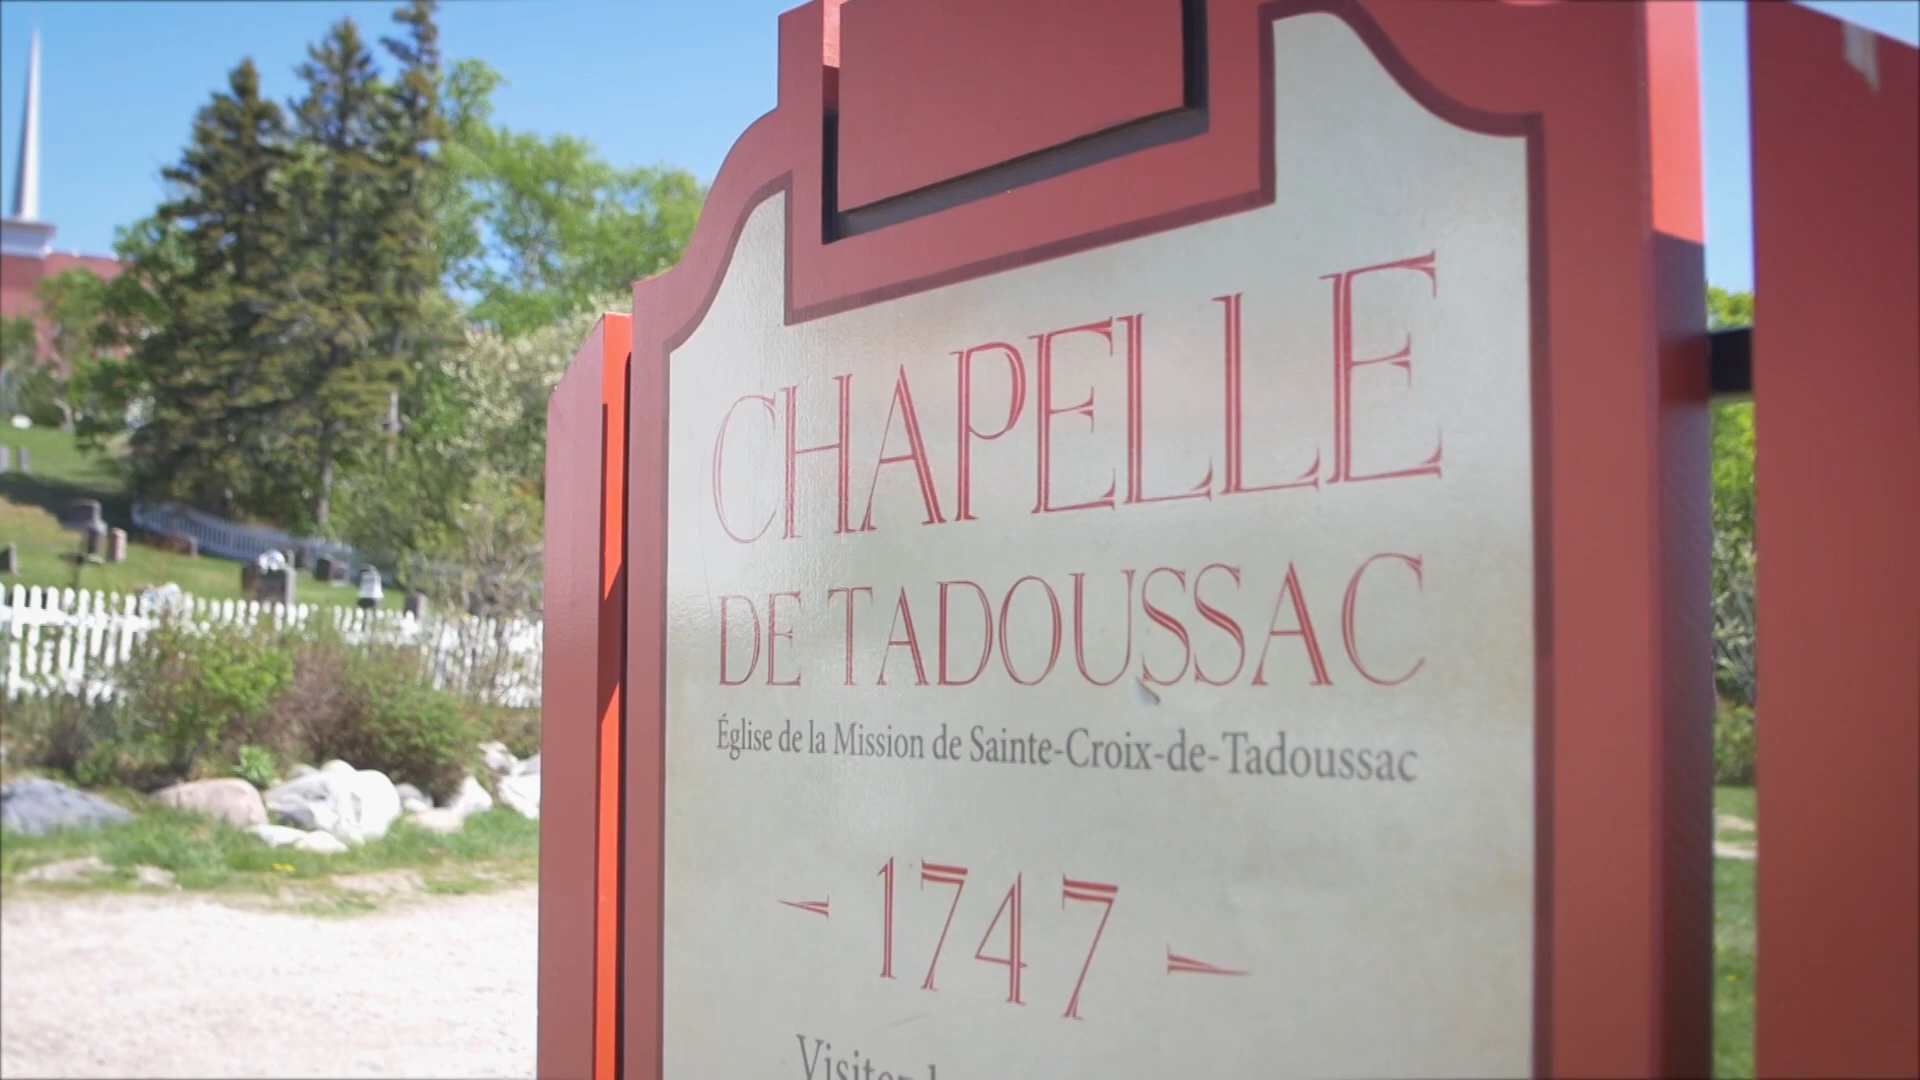 CHAPELLE
DE TADOUSSAC
Église de la Mission de Sainte-Croix-de-Tadoussac
- 1747 -